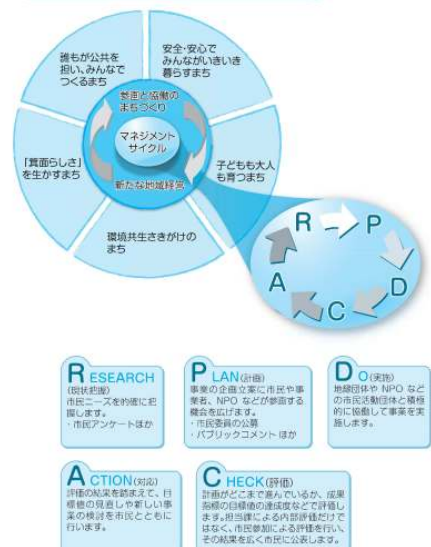 誰もが公共を
担い、みんなで
つくるまち
安全・安心で
みんながいきいき
暮らすまち
参画と協働の
まちづくり
マネジメント
サイクル
新たな地域経営
「箕面らしさ」
を生かすまち
子どもも大人
も育つまち
環境共生さきがけの
まち
R
P
A
D
C
RESEARCH
(現状把握)
市民ニーズを的確に把
握します。
・市民アンケートほか
PLAN(計画)
事業の企画立案に市民や事
業者、NPO などが参画する
機会を広げます。
・市民委員の公募
・パブリックコメント ほか
DO(実施)
地縁団体や NPO など
の市民活動団体と積極
的に協働して事業を実
施します。
ACTION(対応)
評価の結果を踏まえて、目
標値の見直しや新しい事
業の検討を市民とともに
行います。
CHECK(評価)
計画がどこまで進んでいるか、成果
指標の目標値の達成度などで評価し
ます。担当課による内部評価だけで
はなく、市民参加による評価を行い、
その結果を広く市民に公表します。